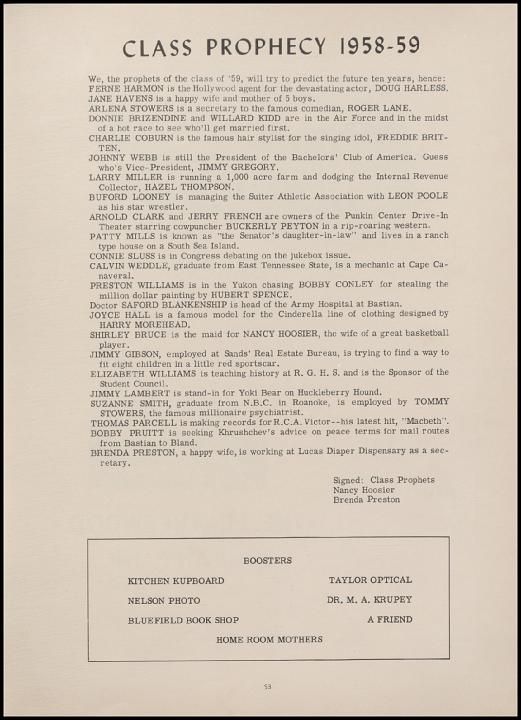 CLASS PROPHECY 1958-59
We, the prophets of the class of '59, will try to predict the future ten years, hence:
FERNE HARMON is the Hollywood agent for the devastating actor, DOUG HARLESS.
JANE HAVENS is a happy wife and mother of 5 boys.
ARLENA STOWERS is a secretary to the famous comedian, ROGER LANE.
DONNIE BRIZENDINE and WILLARD KIDD are in the Air Force and in the midst
of a hot race to see who'll get married first.
CHARLIE COBURN is the famous hair stylist for the singing idol, FREDDIE BRIT-
TEN.
JOHNNY WEBB is still the President of the Bachelors' Club of America. Guess
who's Vice-President, JIMMY GREGORY.
LARRY MILLER is running a 1,000 acre farm and dodging the Internal Revenue
Collector, HAZEL THOMPSON.
BUFORD LOONEY is managing the Suiter Athletic Association with LEON POOLE
as his star wrestler.
ARNOLD CLARK and JERRY FRENCH are owners of the Punkin Center Drive-In
Theater starring cowpuncher BUCKERLY PEYTON in a rip-roaring western.
PATTY MILLS is known as "the Senator's daughter-in-law" and lives in a ranch
type house on a South Sea Island.
CONNIE SLUSS is in Congress debating on the jukebox issue.
CALVIN WEDDLE, graduate from East Tennessee State, is a mechanic at Cape Ca-
naveral.
PRESTON WILLIAMS is in the Yukon chasing BOBBY CONLEY for stealing the
million dollar painting by HUBERT SPENCE.
Doctor SAFORD BLANKENSHIP is head of the Army Hospital at Bastian.
JOYCE HALL is a famous model for the Cinderella line of clothing designed by
HARRY MOREHEAD.
SHIRLEY BRUCE is the maid for NANCY HOOSIER, the wife of a great basketball
player.
JIMMY GIBSON, employed at Sands' Real Estate Bureau, is trying to find a way to
fit eight children in a little red sportscar.
ELIZABETH WILLIAMS is teaching history at R. G. H. S. and is the Sponsor of the
Student Council.
JIMMY LAMBERT is stand-in for Yoki Bear on Huckleberry Hound.
SUZANNE SMITH, graduate from N.B.C. in Roanoke, is employed by TOMMY
STOWERS, the famous millionaire psychiatrist.
THOMAS PARCELL is making records for R.C.A. Victor--his latest hit, "Macbeth".
BOBBY PRUITT is seeking Khrushchev's advice on peace terms for mail routes
from Bastian to Bland.
BRENDA PRESTON, a happy wife, is working at Lucas Diaper Dispensary as a sec-
retary.
Signed: Class Prophets
Nancy Hoosier
Brenda Preston
BOOSTERS
KITCHEN KUPBOARD TAYLOR OPTICAL
NELSON PHOTO DR. M. A. KRUPEY
BLUEFIELD BOOK SHOP A FRIEND
HOME ROOM MOTHERS
53